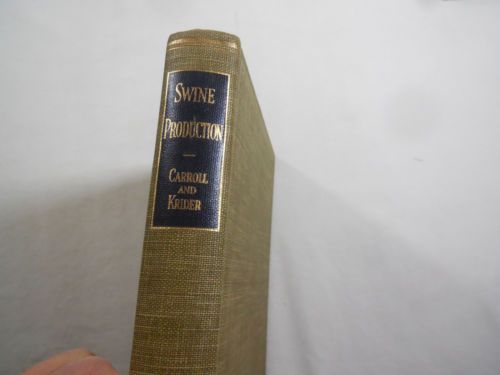 SWINE
PRODUCTION
—
CARROLL
AND
KRIDER